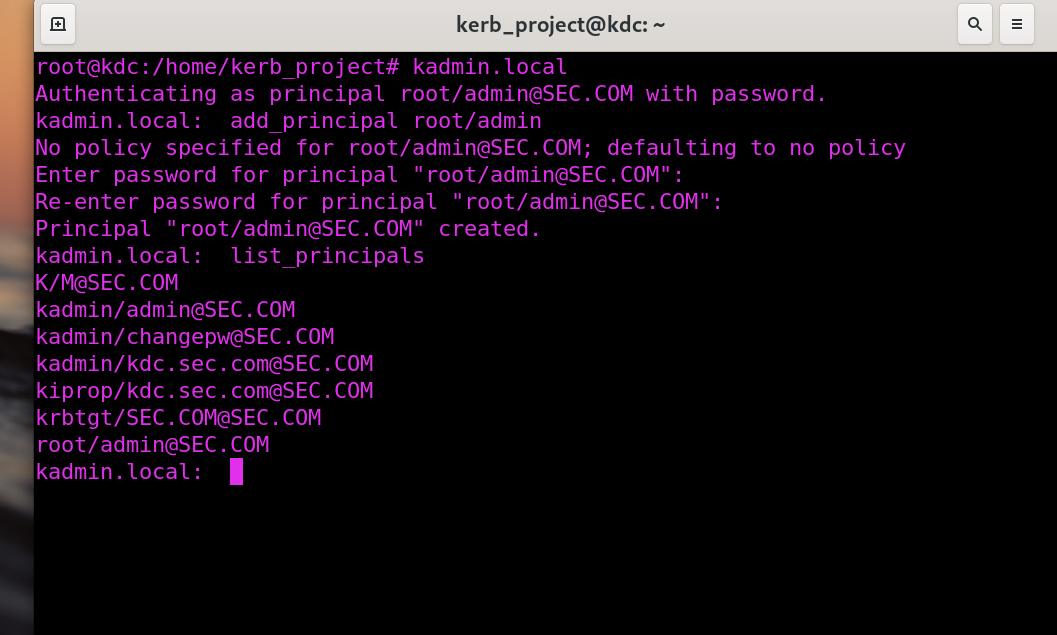 kerb_project@kdc: ~
root@kdc:/home/kerb_project# kadmin.local
Authenticating as principal root/admin@SEC.COM with password.
kadmin.local:  add_principal root/admin
No policy specified for root/admin@SEC.COM; defaulting to no policy
Enter password for principal "root/admin@SEC.COM":
Re-enter password for principal "root/admin@SEC.COM":
Principal "root/admin@SEC.COM" created.
kadmin.local:  list_principals
K/M@SEC.COM
kadmin/admin@SEC.COM
kadmin/changepw@SEC.COM
kadmin/kdc.sec.com@SEC.COM
kiprop/kdc.sec.com@SEC.COM
krbtgt/SEC.COM@SEC.COM
root/admin@SEC.COM
kadmin.local: